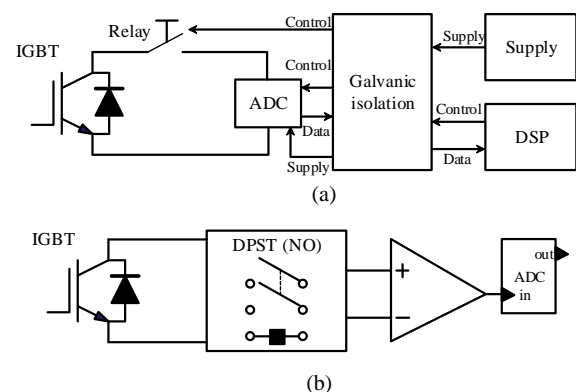 Relay
Control
IGBT
Supply
Supply
Control
Galvanic
isolation
ADC
Control
Data
DSP
Supply
Data
(a)
IGBT
DPST (NO)
out
ADC
+
in
−
(b)